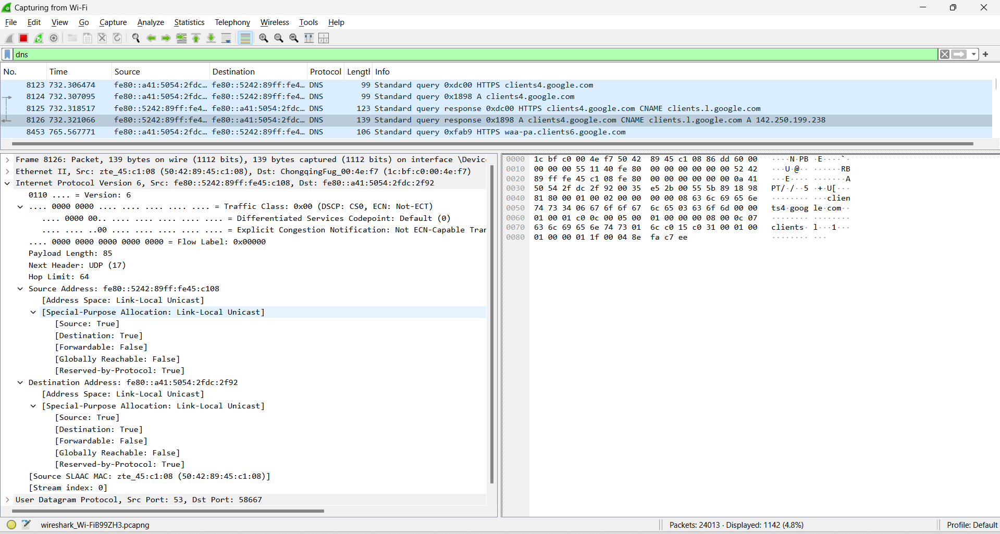 Capturing from Wi-Fi
File Edit View Go Capture Analyze Statistics Telephony Wireless Tools Help
dns
No. Time Source Destination Protocol Length Info
8123 732.306474 fe80::a41:5054:2fdc… fe80::5242:89ff:fe4… DNS 99 Standard query 0xdc00 HTTPS clients4.google.com
8124 732.307095 fe80::a41:5054:2fdc… fe80::5242:89ff:fe4… DNS 99 Standard query 0x1898 A clients4.google.com
8125 732.318517 fe80::5242:89ff:fe4… fe80::a41:5054:2fdc… DNS 123 Standard query response 0xdc00 HTTPS clients4.google.com CNAME clients.l.google.com
8126 732.321066 fe80::5242:89ff:fe4… fe80::a41:5054:2fdc… DNS 139 Standard query response 0x1898 A clients4.google.com CNAME clients.l.google.com A 142.250.199.238
8453 765.567771 fe80::a41:5054:2fdc… fe80::5242:89ff:fe4… DNS 106 Standard query 0xfab9 HTTPS waa-pa.clients6.google.com
Frame 8126: Packet, 139 bytes on wire (1112 bits), 139 bytes captured (1112 bits) on interface \Devic
Ethernet II, Src: zte_45:c1:08 (50:42:89:45:c1:08), Dst: ChongqingFug_00:4e:f7 (1c:bf:c0:00:4e:f7)
Internet Protocol Version 6, Src: fe80::5242:89ff:fe45:c108, Dst: fe80::a41:5054:2fdc:2f92
0110 .... = Version: 6
.... 0000 0000 .... .... .... .... .... = Traffic Class: 0x00 (DSCP: CS0, ECN: Not-ECT)
.... 0000 00.. .... .... .... .... .... = Differentiated Services Codepoint: Default (0)
.... .... ..00 .... .... .... .... .... = Explicit Congestion Notification: Not ECN-Capable Tran
.... 0000 0000 0000 0000 0000 = Flow Label: 0x00000
Payload Length: 85
Next Header: UDP (17)
Hop Limit: 64
Source Address: fe80::5242:89ff:fe45:c108
[Address Space: Link-Local Unicast]
[Special-Purpose Allocation: Link-Local Unicast]
[Source: True]
[Destination: True]
[Forwardable: False]
[Globally Reachable: False]
[Reserved-by-Protocol: True]
Destination Address: fe80::a41:5054:2fdc:2f92
[Address Space: Link-Local Unicast]
[Special-Purpose Allocation: Link-Local Unicast]
[Source: True]
[Destination: True]
[Forwardable: False]
[Globally Reachable: False]
[Reserved-by-Protocol: True]
[Source SLAAC MAC: zte_45:c1:08 (50:42:89:45:c1:08)]
[Stream index: 0]
User Datagram Protocol, Src Port: 53, Dst Port: 58667
0000 1c bf c0 00 4e f7 50 42 89 45 c1 08 86 dd 60 00 ····N·PB ·E····`·
0010 00 00 00 55 11 40 fe 80 00 00 00 00 00 00 52 42 ···U·@·· ······RB
0020 89 ff fe 45 c1 08 fe 80 00 00 00 00 00 00 0a 41 ···E···· ·······A
0030 50 54 2f dc 2f 92 00 35 e5 2b 00 55 5b 89 18 98 PT/·/··5 ·+·U[···
0040 81 80 00 01 00 02 00 00 00 00 08 63 6c 69 65 6e ········ ···clien
0050 74 73 34 06 67 6f 6f 67 6c 65 03 63 6f 6d 00 00 ts4·goog le·com··
0060 01 00 01 c0 0c 00 05 00 01 00 00 00 08 00 0c 07 ········ ········
0070 63 6c 69 65 6e 74 73 01 6c c0 15 c0 31 00 01 00 clients· l···1···
0080 01 00 00 01 1f 00 04 8e fa c7 ee ········ ···
wireshark_Wi-FiB99ZH3.pcapng
Packets: 24013 · Displayed: 1142 (4.8%)
Profile: Default